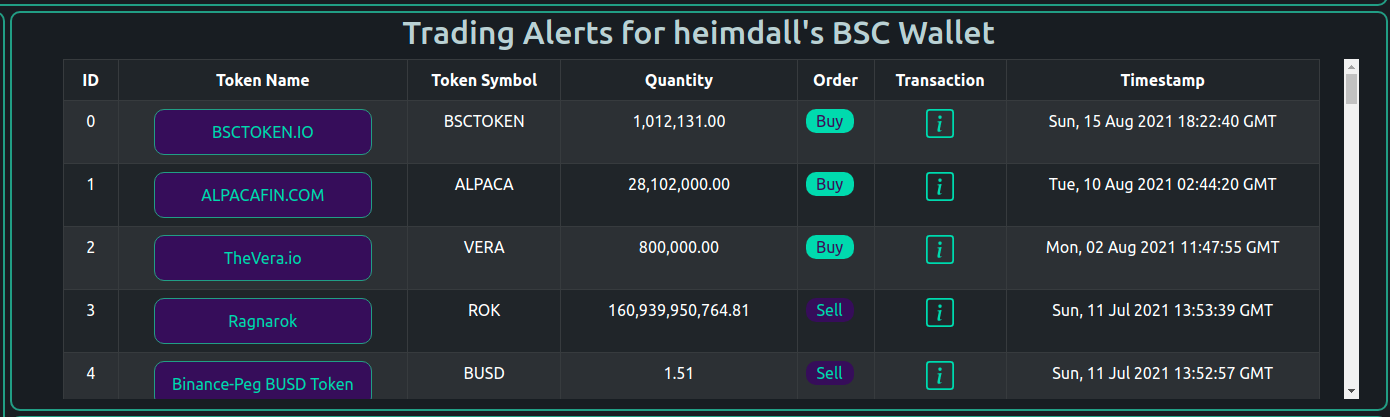 Trading Alerts for heimdall's BSC Wallet
ID Token Name Token Symbol Quantity Order Transaction Timestamp
0 BSCTOKEN.IO BSCTOKEN 1,012,131.00 Buy i Sun, 15 Aug 2021 18:22:40 GMT
1 ALPACAFIN.COM ALPACA 28,102,000.00 Buy i Tue, 10 Aug 2021 02:44:20 GMT
2 TheVera.io VERA 800,000.00 Buy i Mon, 02 Aug 2021 11:47:55 GMT
3 Ragnarok ROK 160,939,950,764.81 Sell i Sun, 11 Jul 2021 13:53:39 GMT
4 Binance-Peg BUSD Token BUSD 1.51 Sell i Sun, 11 Jul 2021 13:52:57 GMT